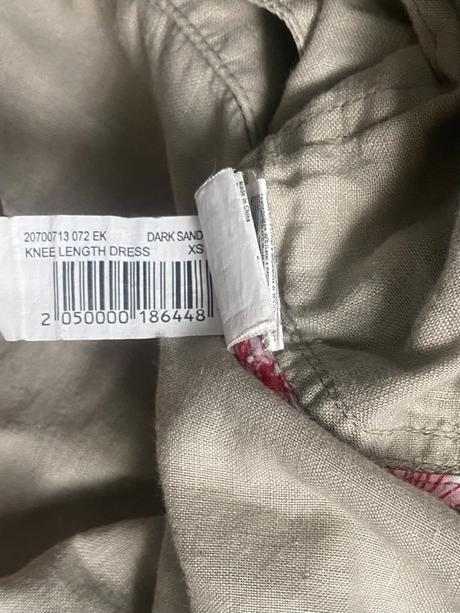 20700713 072 EK DARK SAND
KNEE LENGTH DRESS XS
2 050000 186448
Made in China